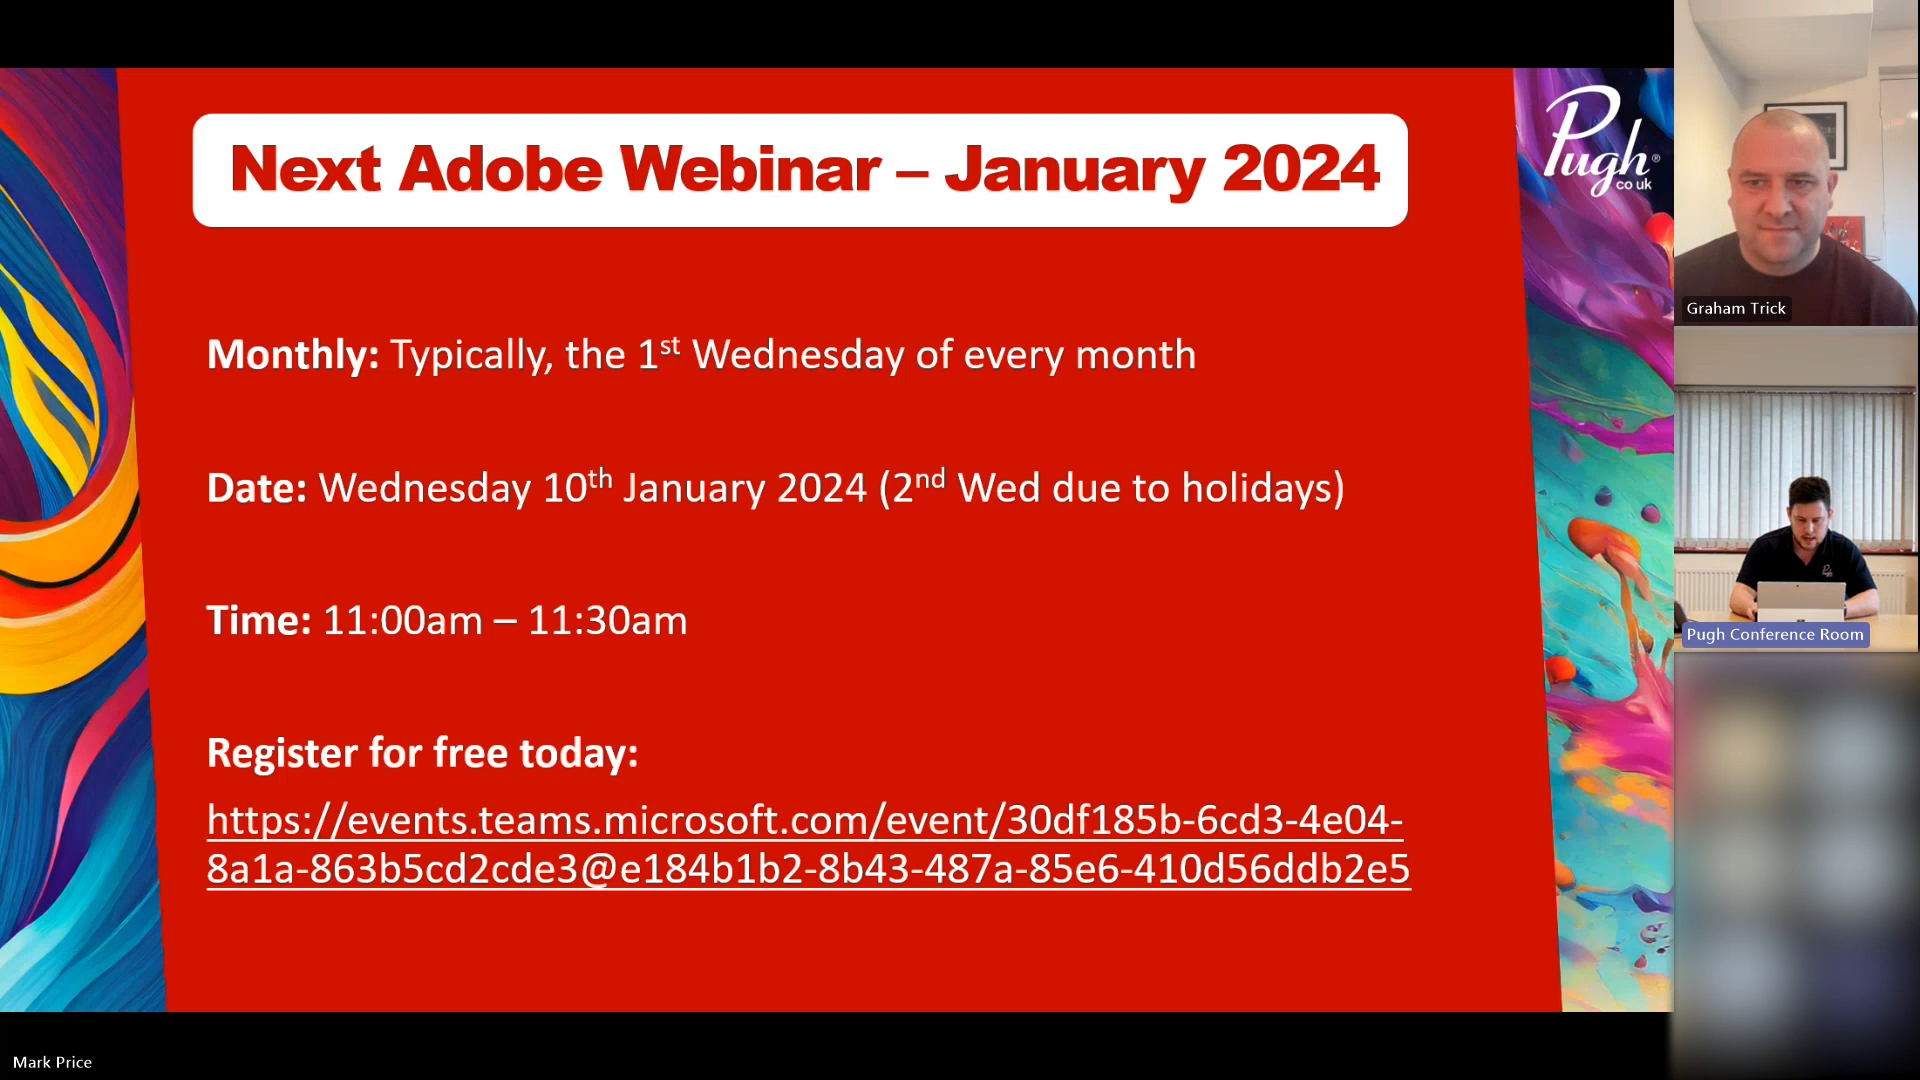 Next Adobe Webinar – January 2024
Pugh®
co uk
Monthly: Typically, the 1st Wednesday of every month
Date: Wednesday 10th January 2024 (2nd Wed due to holidays)
Time: 11:00am – 11:30am
Register for free today:
https://events.teams.microsoft.com/event/30df185b-6cd3-4e04-
8a1a-863b5cd2cde3@e184b1b2-8b43-487a-85e6-410d56ddb2e5
Graham Trick
Pugh
Pugh Conference Room
Mark Price